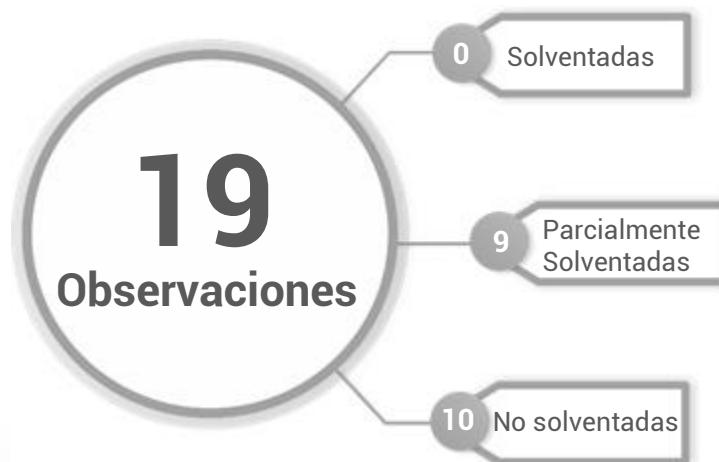 19
Observaciones
0
Solventadas
9
Parcialmente
Solventadas
10
No solventadas